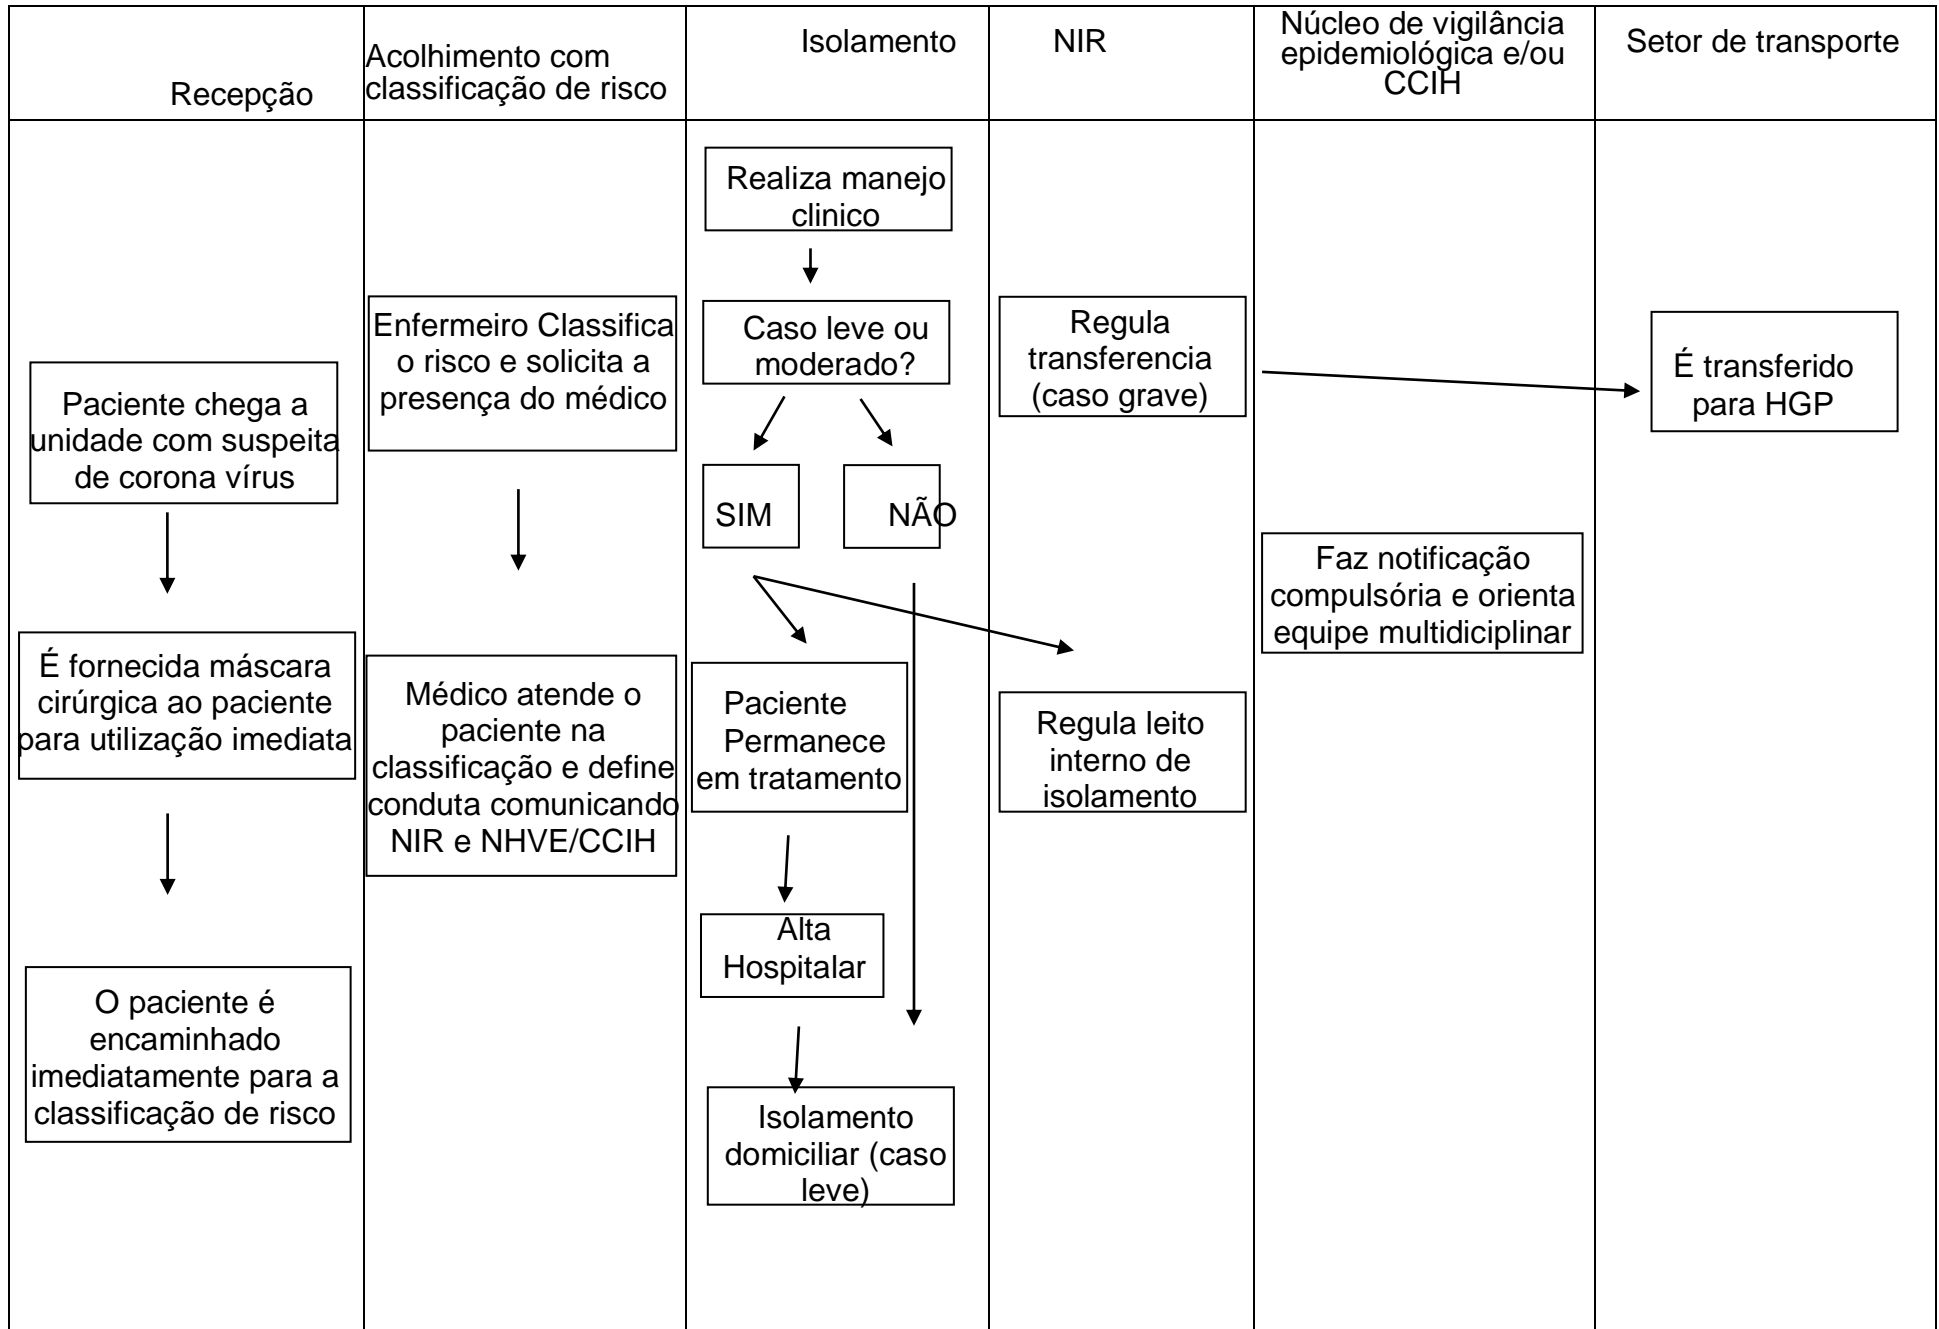 Recepção
Acolhimento com
classificação de risco
Isolamento
NIR
Núcleo de vigilância
epidemiológica e/ou
CCIH
Setor de transporte
Paciente chega a
unidade com suspeita
de corona vírus
É fornecida máscara
cirúrgica ao paciente
para utilização imediata
O paciente é
encaminhado
imediatamente para a
classificação de risco
Enfermeiro Classifica
o risco e solicita a
presença do médico
Médico atende o
paciente na
classificação e define
conduta comunicando
NIR e NHVE/CCIH
Realiza manejo
clinico
Caso leve ou
moderado?
SIM
NÃO
Paciente
Permanece
em tratamento
Alta
Hospitalar
Isolamento
domiciliar (caso
leve)
Regula
transferencia
(caso grave)
Regula leito
interno de
isolamento
Faz notificação
compulsória e orienta
equipe multidiciplinar
É transferido
para HGP